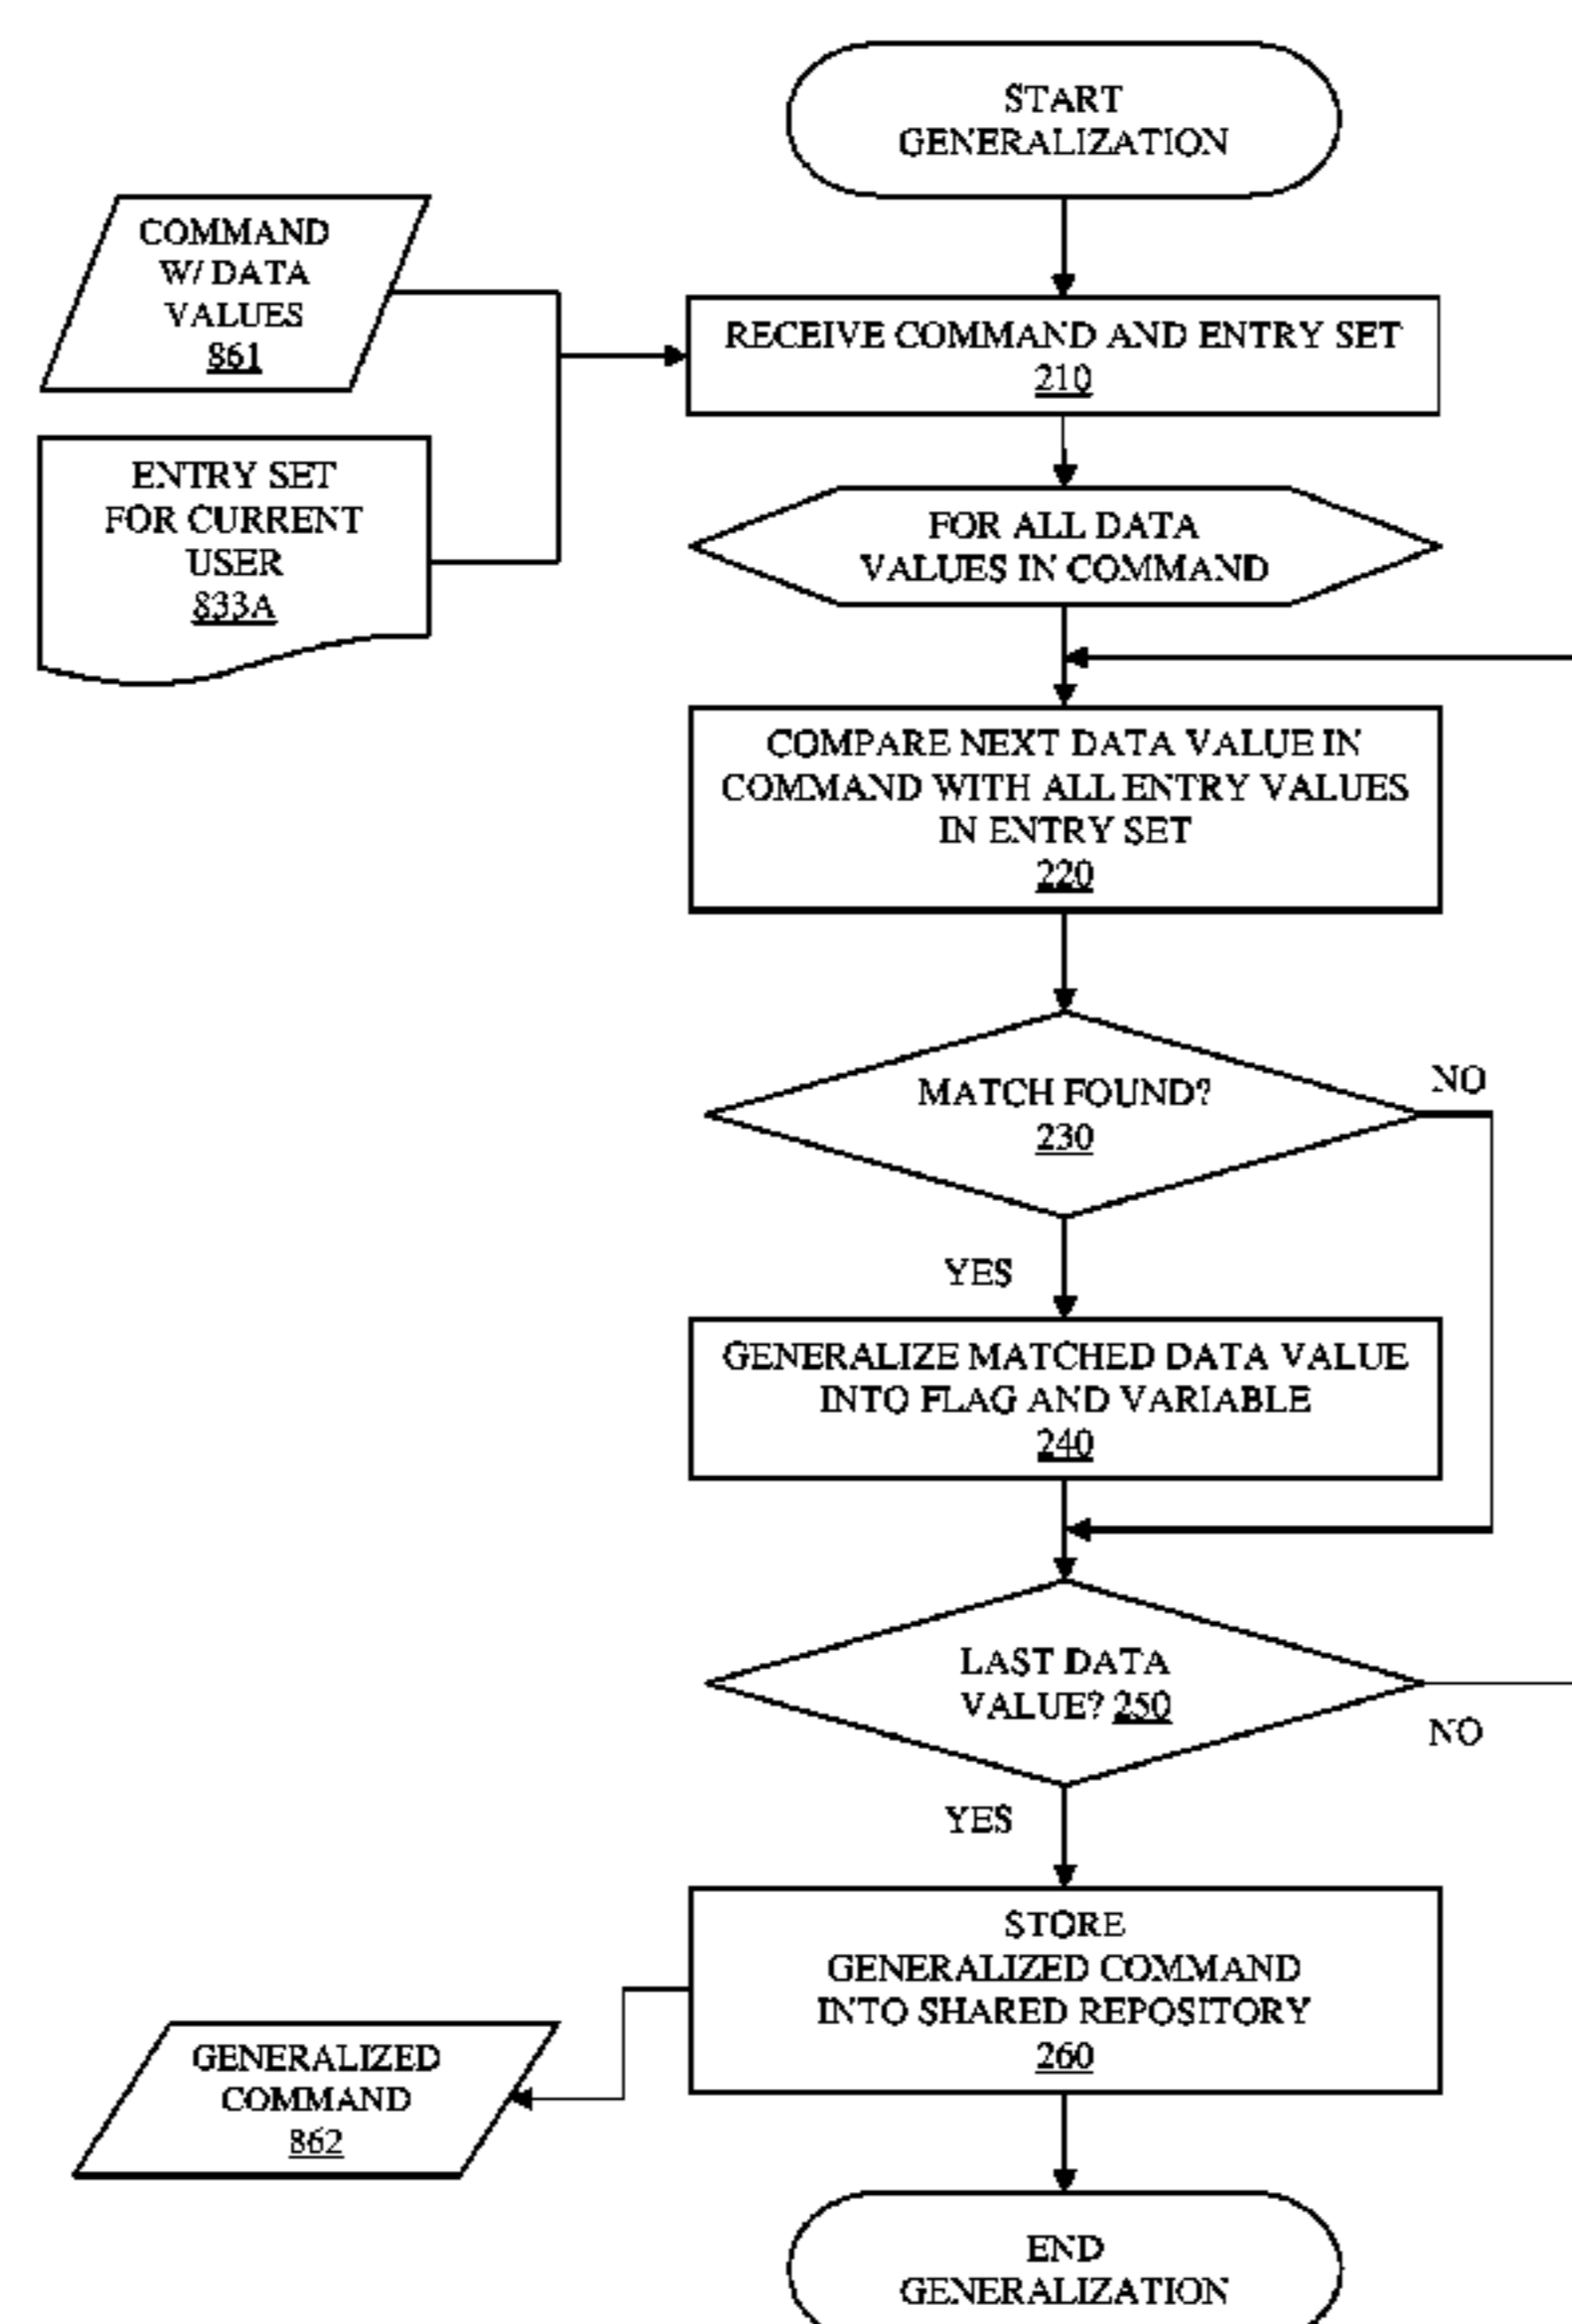 START
GENERALIZATION
COMMAND
W/ DATA
VALUES
861
RECEIVE COMMAND AND ENTRY SET
210
ENTRY SET
FOR CURRENT
USER
833A
FOR ALL DATA
VALUES IN COMMAND
COMPARE NEXT DATA VALUE IN
COMMAND WITH ALL ENTRY VALUES
IN ENTRY SET
220
MATCH FOUND?
230
NO
YES
GENERALIZE MATCHED DATA VALUE
INTO FLAG AND VARIABLE
240
LAST DATA
VALUE? 250
NO
YES
STORE
GENERALIZED COMMAND
INTO SHARED REPOSITORY
260
GENERALIZED
COMMAND
862
END
GENERALIZATION